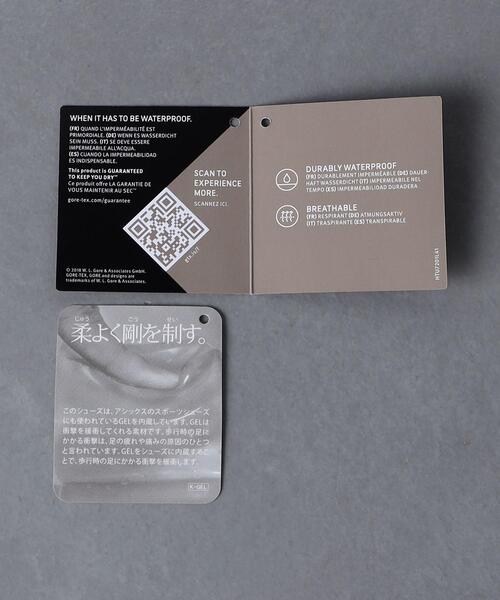 WHEN IT HAS TO BE WATERPROOF.
(FR) QUAND L'IMPERMÉABILITÉ EST
PRIMORDIALE. (DE) WENN ES WASSERDICHT
SEIN MUSS. (IT) SE DEVE ESSERE
IMPERMEABILE ALL'ACQUA.
(ES) CUANDO LA IMPERMEABILIDAD
ES INDISPENSABLE.
This product is GUARANTEED
TO KEEP YOU DRY™
Ce produit offre LA GARANTIE DE
VOUS MAINTENIR AU SEC™
gore-tex.com/guarantee
SCAN TO
EXPERIENCE
MORE.
SCANNEZ ICI.
© 2018 W. L. Gore & Associates GmbH.
GORE-TEX, GORE and designs are
trademarks of W. L. Gore & Associates.
DURABLY WATERPROOF
(FR) DURABLEMENT IMPERMÉABLE (DE) DAUER-
HAFT WASSERDICHT (IT) IMPERMEABILE NEL
TEMPO (ES) IMPERMEABILIDAD DURADERA
BREATHABLE
(FR) RESPIRANT (DE) ATMUNGSAKTIV
(IT) TRASPIRANTE (ES) TRANSPIRABLE
HTU7201L41
じゅう ごう せい
柔よく剛を制す。
このシューズは、アシックスのスポーツシューズ
にも使われているGELを内蔵しています。GELは
衝撃を緩衝してくれる素材です。歩行時の足に
かかる衝撃は、足の疲れや痛みの原因のひとつ
と言われています。GELをシューズに内蔵するこ
とで、歩行時の足にかかる衝撃を緩衝します。
K-GEL